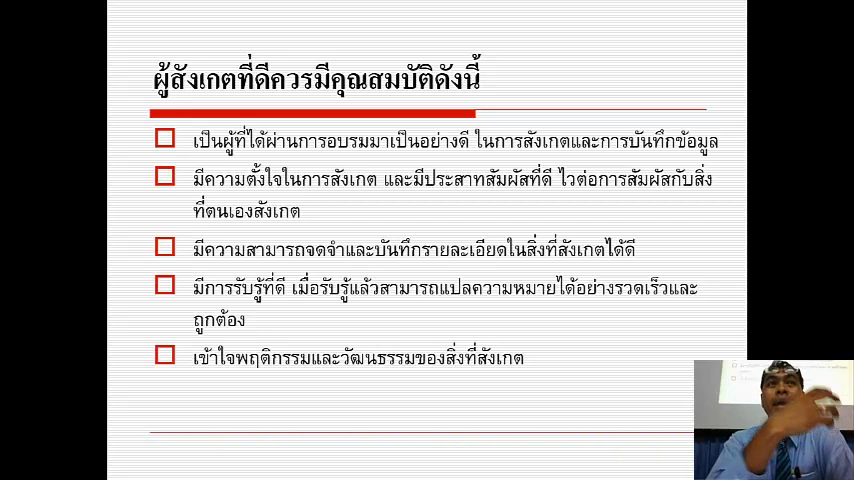 ผู้สังเกตที่ดีควรมีคุณสมบัติดังนี้
เป็นผู้ที่ได้ผ่านการอบรมมาเป็นอย่างดี ในการสังเกตและการบันทึกข้อมูล
มีความตั้งใจในการสังเกต และมีประสาทสัมผัสที่ดี ไวต่อการสัมผัสกับสิ่ง
ที่ตนเองสังเกต
มีความสามารถจดจำและบันทึกรายละเอียดในสิ่งที่สังเกตได้ดี
มีการรับรู้ที่ดี เมื่อรับรู้แล้วสามารถแปลความหมายได้อย่างรวดเร็วและ
ถูกต้อง
เข้าใจพฤติกรรมและวัฒนธรรมของสิ่งที่สังเกต